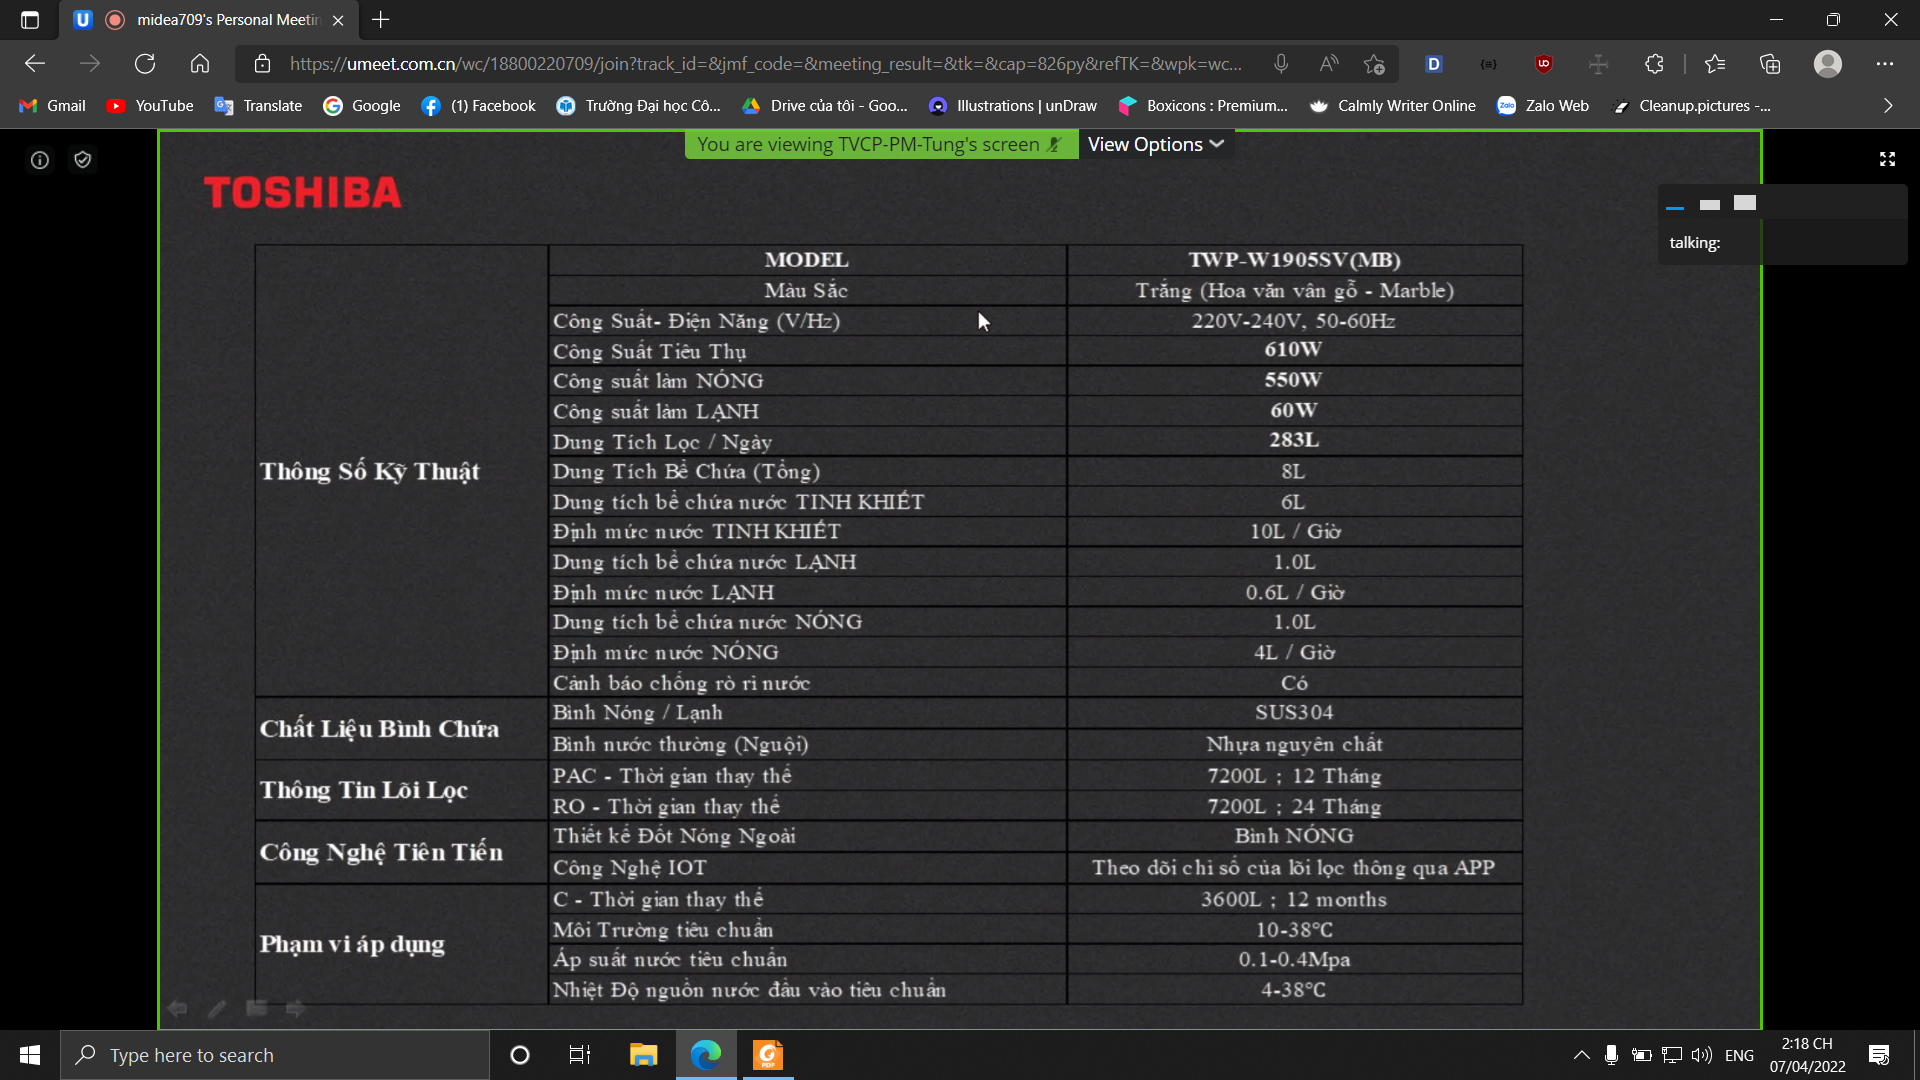 midea709's Personal Meetin
https://umeet.com.cn/wc/18800220709/join?track_id=&jmf_code=&meeting_result=&tk=&cap=826py&refTK=&wpk=wc...
Gmail YouTube Translate Google (1) Facebook Trường Đại học Cô... Drive của tôi - Goo... Illustrations | unDraw Boxicons : Premium... Calmly Writer Online Zalo Web Cleanup.pictures -...
You are viewing TVCP-PM-Tung's screen View Options
TOSHIBA
talking:
MODEL TWP-W1905SV(MB)
Màu Sắc Trắng (Hoa văn vân gỗ - Marble)
Công Suất- Điện Năng (V/Hz) 220V-240V, 50-60Hz
Công Suất Tiêu Thụ 610W
Công suất làm NÓNG 550W
Công suất làm LẠNH 60W
Dung Tích Lọc / Ngày 283L
Thông Số Kỹ Thuật Dung Tích Bể Chứa (Tổng) 8L
Dung tích bể chứa nước TINH KHIẾT 6L
Định mức nước TINH KHIẾT 10L / Giờ
Dung tích bể chứa nước LẠNH 1.0L
Định mức nước LẠNH 0.6L / Giờ
Dung tích bể chứa nước NÓNG 1.0L
Định mức nước NÓNG 4L / Giờ
Cảnh báo chống rò rỉ nước Có
Chất Liệu Bình Chứa
Bình Nóng / Lạnh SUS304
Bình nước thường (Nguội) Nhựa nguyên chất
Thông Tin Lõi Lọc
PAC - Thời gian thay thế 7200L ; 12 Tháng
RO - Thời gian thay thế 7200L ; 24 Tháng
Công Nghệ Tiên Tiến
Thiết kế Đốt Nóng Ngoài Bình NÓNG
Công Nghệ IOT Theo dõi chỉ số của lõi lọc thông qua APP
Phạm vi áp dụng
C - Thời gian thay thế 3600L ; 12 months
Môi Trường tiêu chuẩn 10-38℃
Áp suất nước tiêu chuẩn 0.1-0.4Mpa
Nhiệt Độ nguồn nước đầu vào tiêu chuẩn 4-38℃
Type here to search
ENG
2:18 CH
07/04/2022